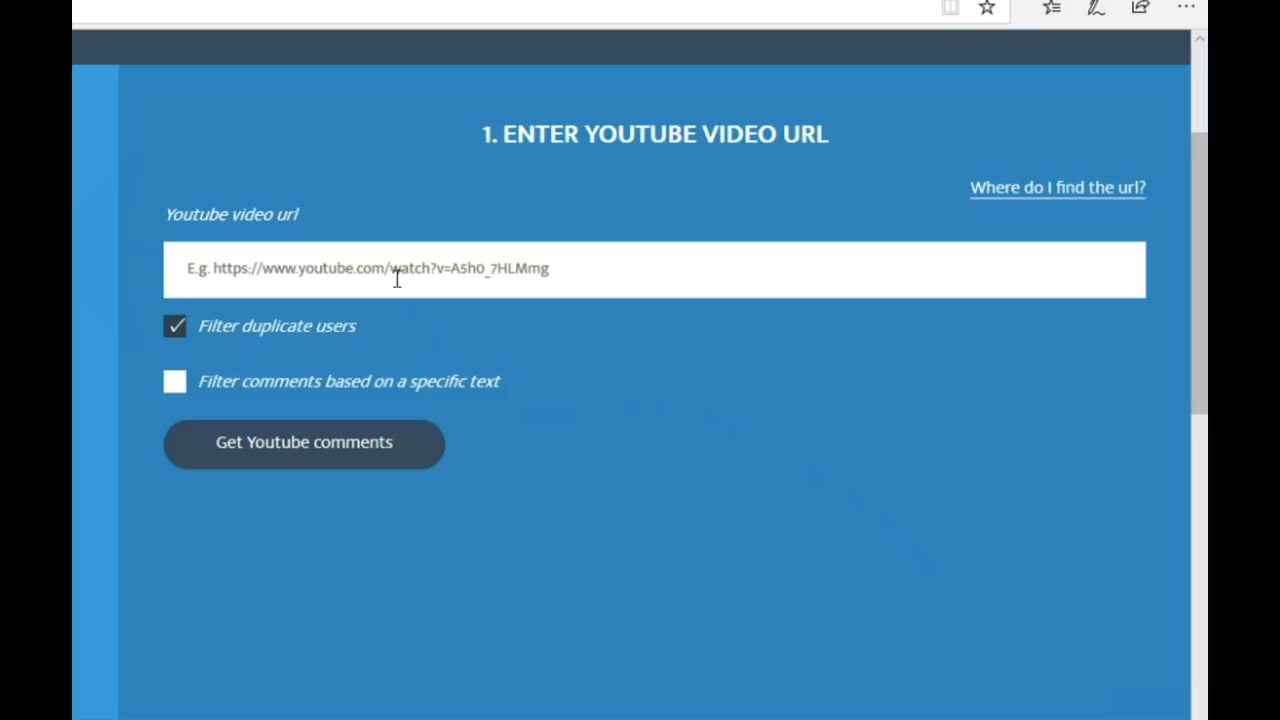 1. ENTER YOUTUBE VIDEO URL
Where do I find the url?
Youtube video url
E.g. https://www.youtube.com/watch?v=A5h0_7HLMmg
Filter duplicate users
Filter comments based on a specific text
Get Youtube comments